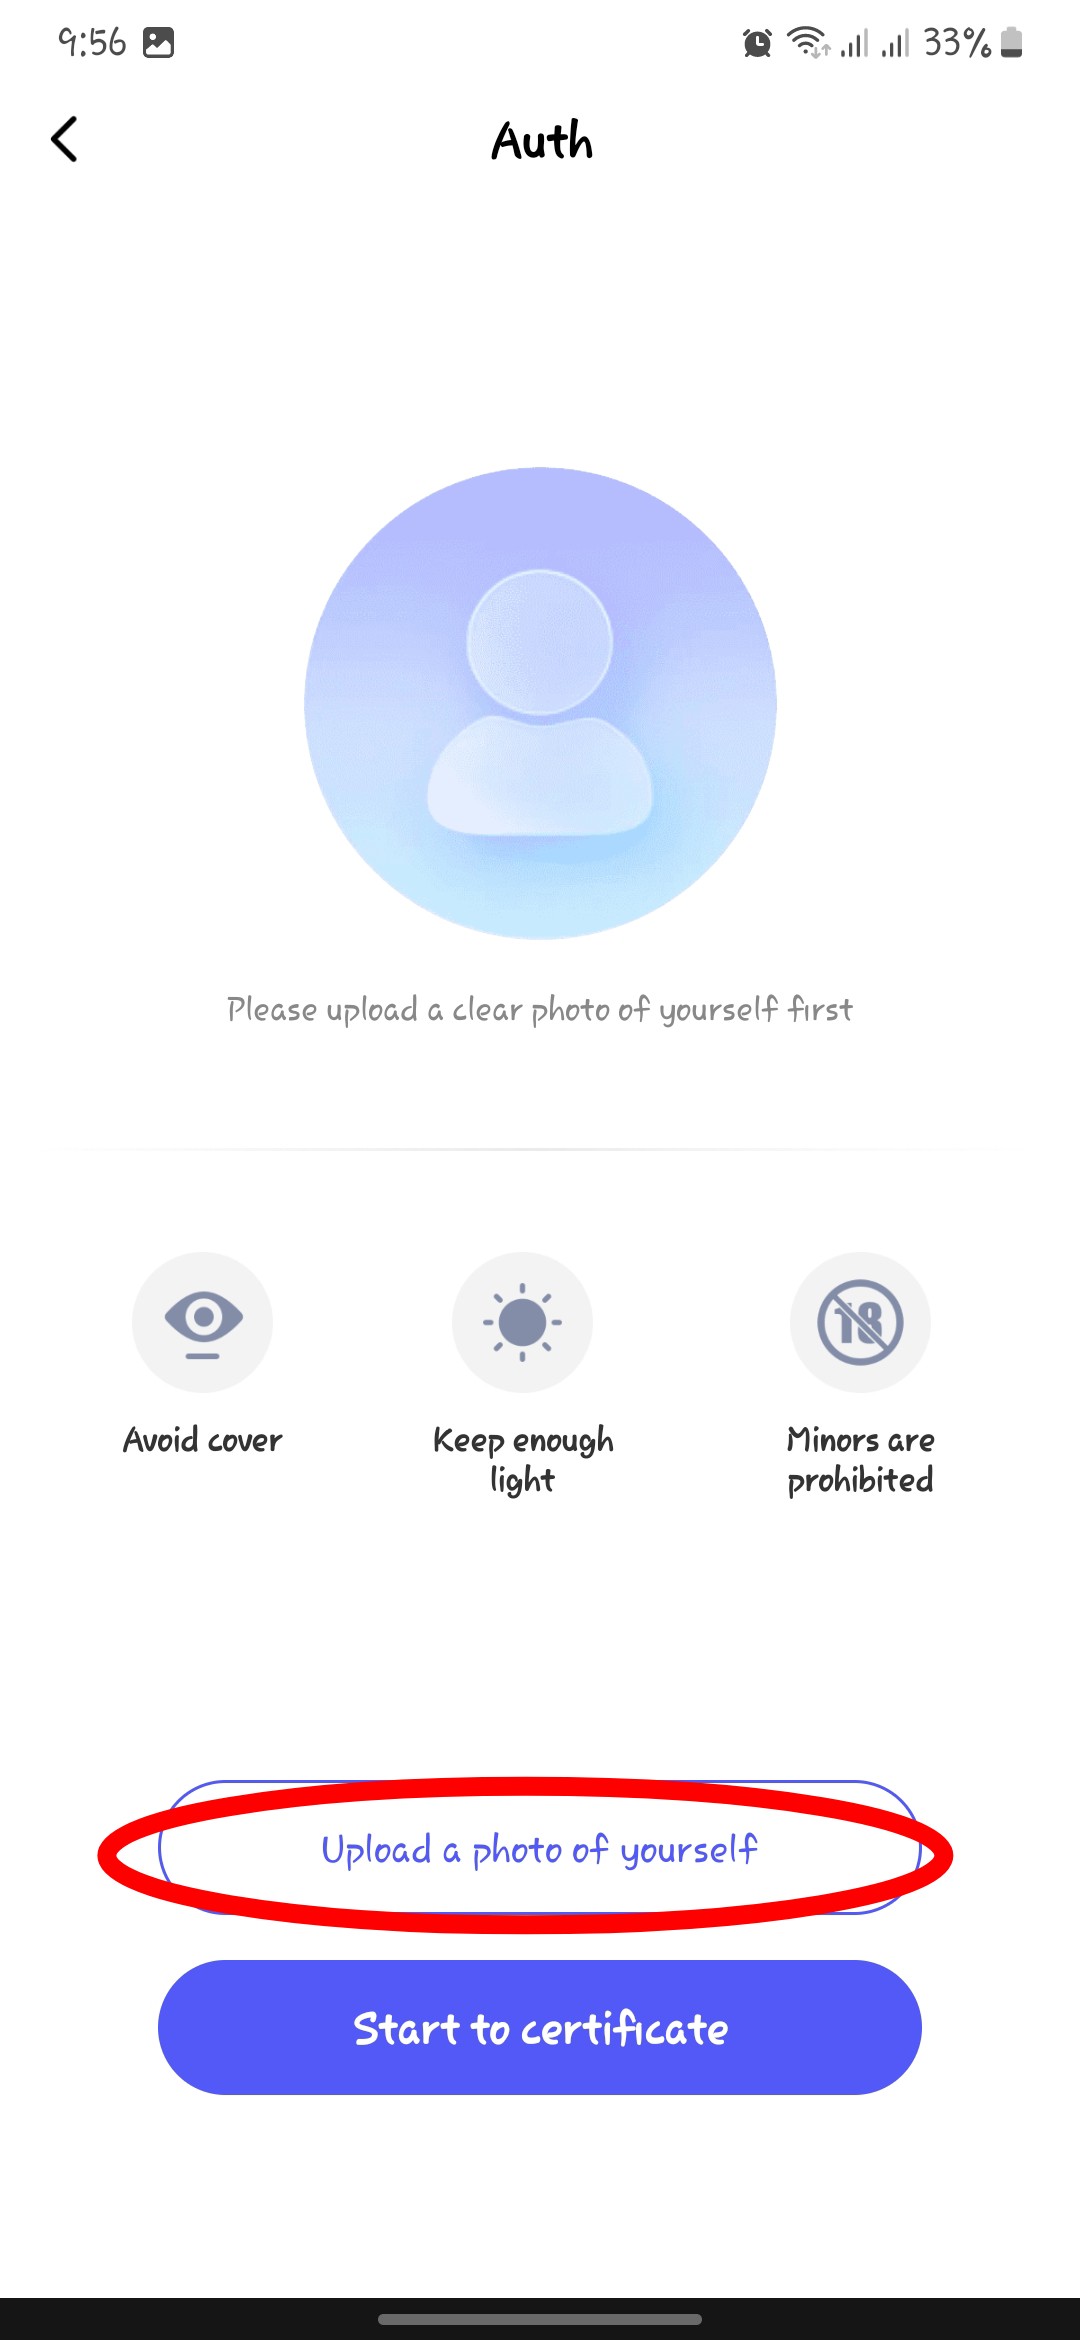 9:56
33%
Auth
Please upload a clear photo of yourself first
18
Avoid cover
Keep enough
light
Minors are
prohibited
Upload a photo of yourself
Start to certificate